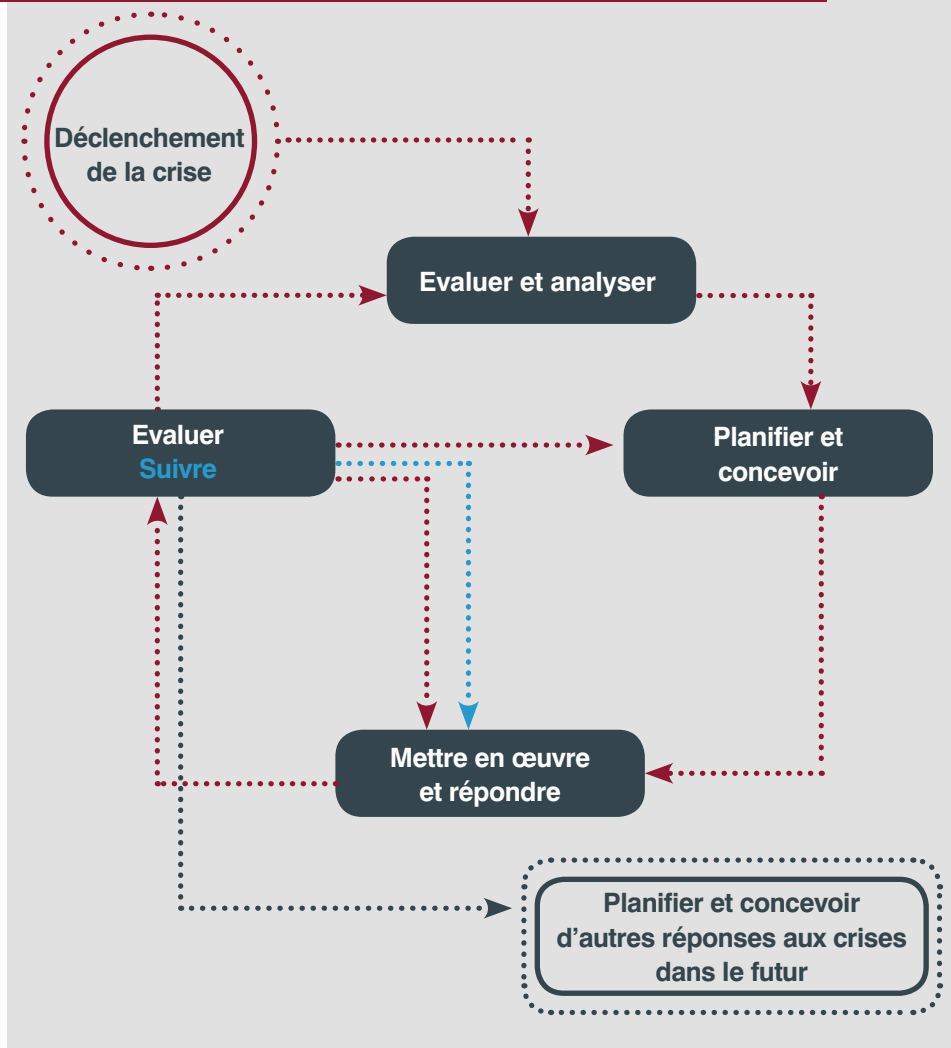 Déclenchement
de la crise
Evaluer et analyser
Evaluer
Suivre
Planifier et
concevoir
Mettre en œuvre
et répondre
Planifier et concevoir
d’autres réponses aux crises
dans le futur